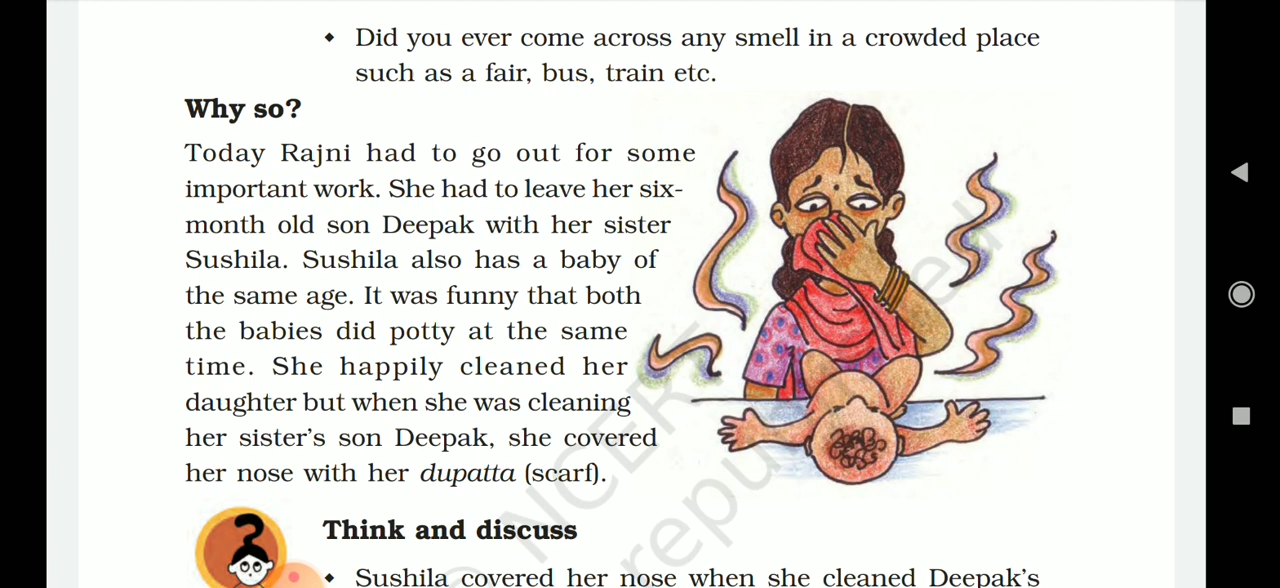 ◆ Did you ever come across any smell in a crowded place
such as a fair, bus, train etc.
Why so?
Today Rajni had to go out for some
important work. She had to leave her six-
month old son Deepak with her sister
Sushila. Sushila also has a baby of
the same age. It was funny that both
the babies did potty at the same
time. She happily cleaned her
daughter but when she was cleaning
her sister's son Deepak, she covered
her nose with her dupatta (scarf).
Think and discuss
◆ Sushila covered her nose when she cleaned Deepak's
© NCERT
repu
ed